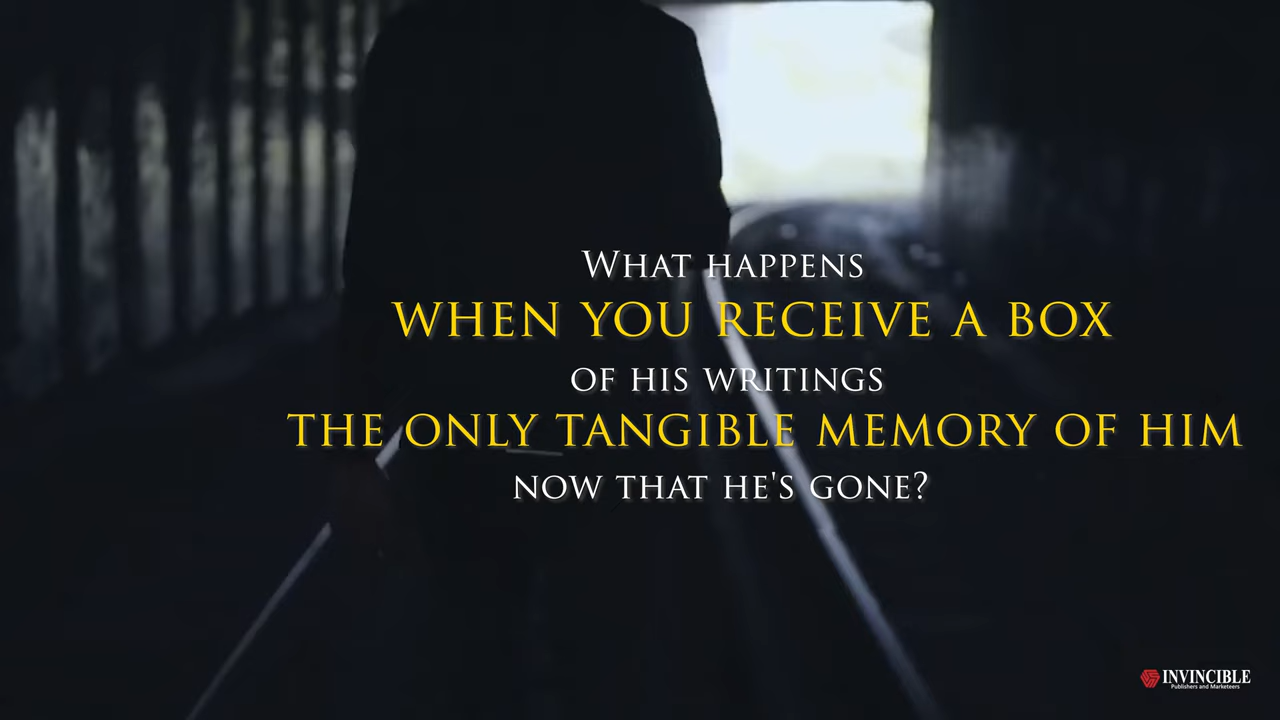 What happens
when you receive a box
of his writings
the only tangible memory of him
now that he's gone?
INVINCIBLE
Publishers and Marketeers